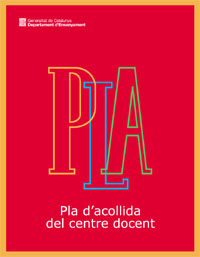 Generalitat de Catalunya
Departament d'Ensenyament
PLA
Pla d'acollida
del centre docent